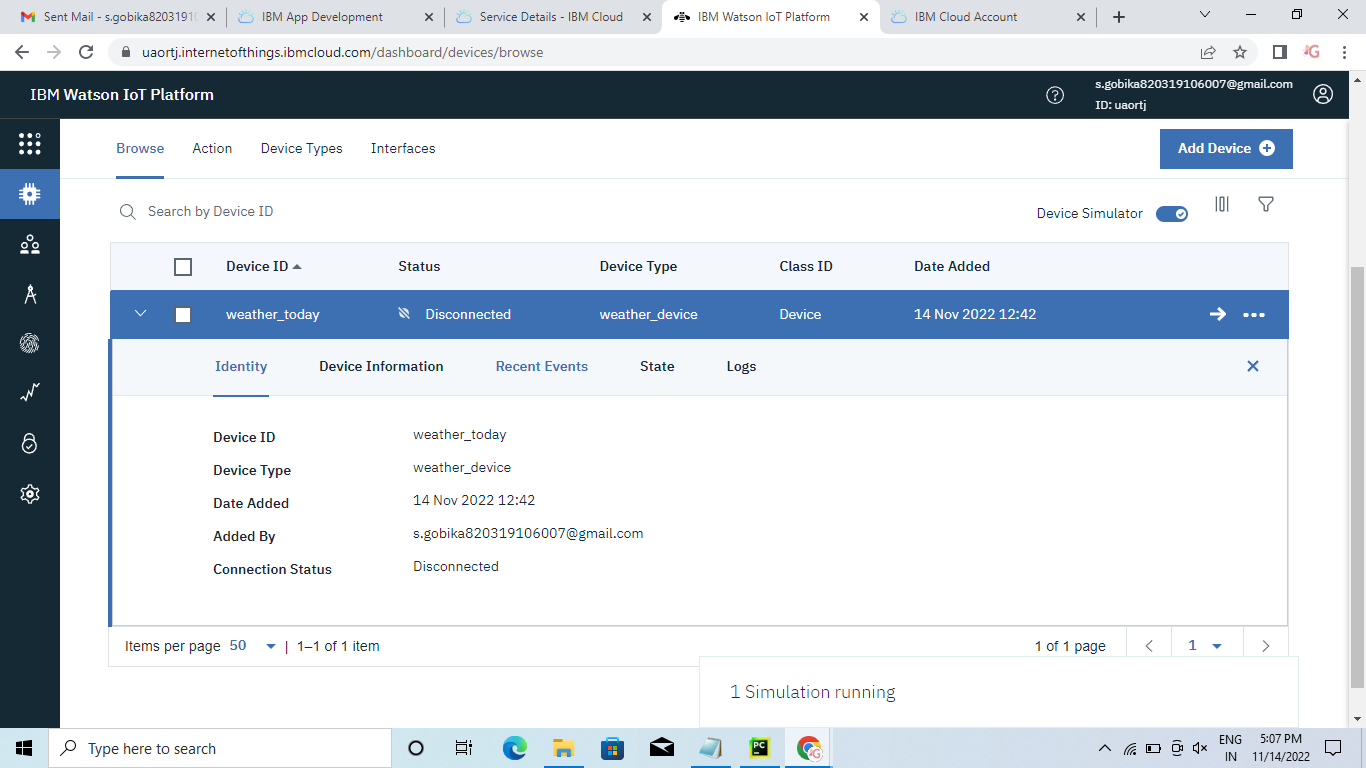 Sent Mail - s.gobika8203191
IBM App Development
Service Details - IBM Cloud
IBM Watson IoT Platform
IBM Cloud Account
uaortj.internetofthings.ibmcloud.com/dashboard/devices/browse
IBM Watson IoT Platform
s.gobika820319106007@gmail.com
ID: uaortj
Browse Action Device Types Interfaces
Add Device
Search by Device ID
Device Simulator
Device ID Status Device Type Class ID Date Added
weather_today Disconnected weather_device Device 14 Nov 2022 12:42
Identity Device Information Recent Events State Logs
Device ID weather_today
Device Type weather_device
Date Added 14 Nov 2022 12:42
Added By s.gobika820319106007@gmail.com
Connection Status Disconnected
Items per page 50 | 1–1 of 1 item
1 of 1 page
1
1 Simulation running
Type here to search
PC
G
ENG
IN
5:07 PM
11/14/2022